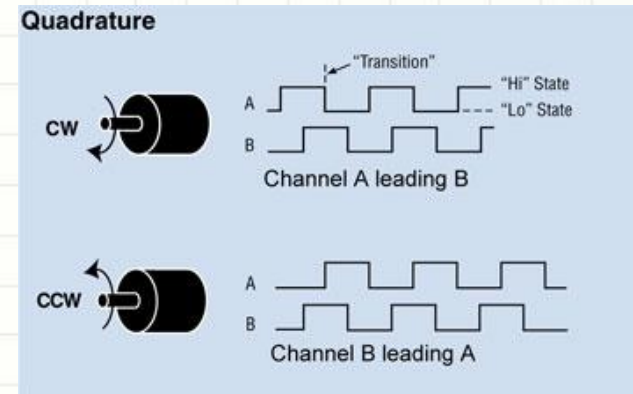 Quadrature
"Transition"
A
"Hi" State
"Lo" State
CW
B
Channel A leading B
A
CCW
B
Channel B leading A